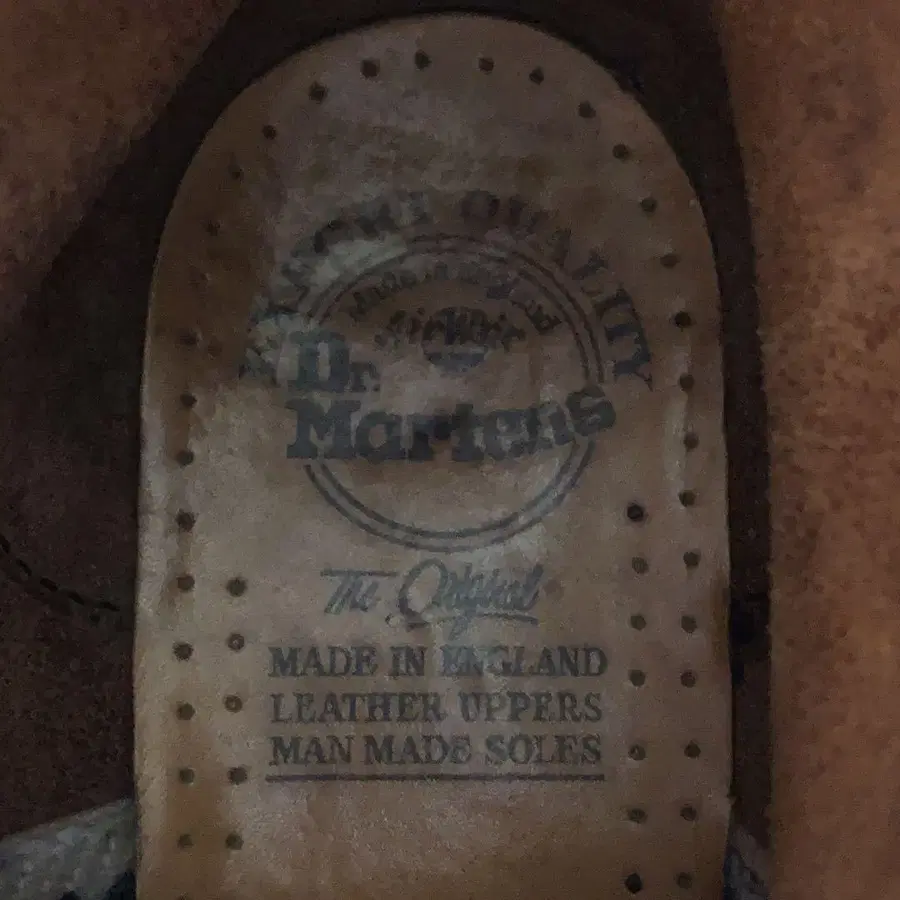 QUALITY
Made in England
AirWair
Dr.
Martens
The Original
MADE IN ENGLAND
LEATHER UPPERS
MAN MADE SOLES